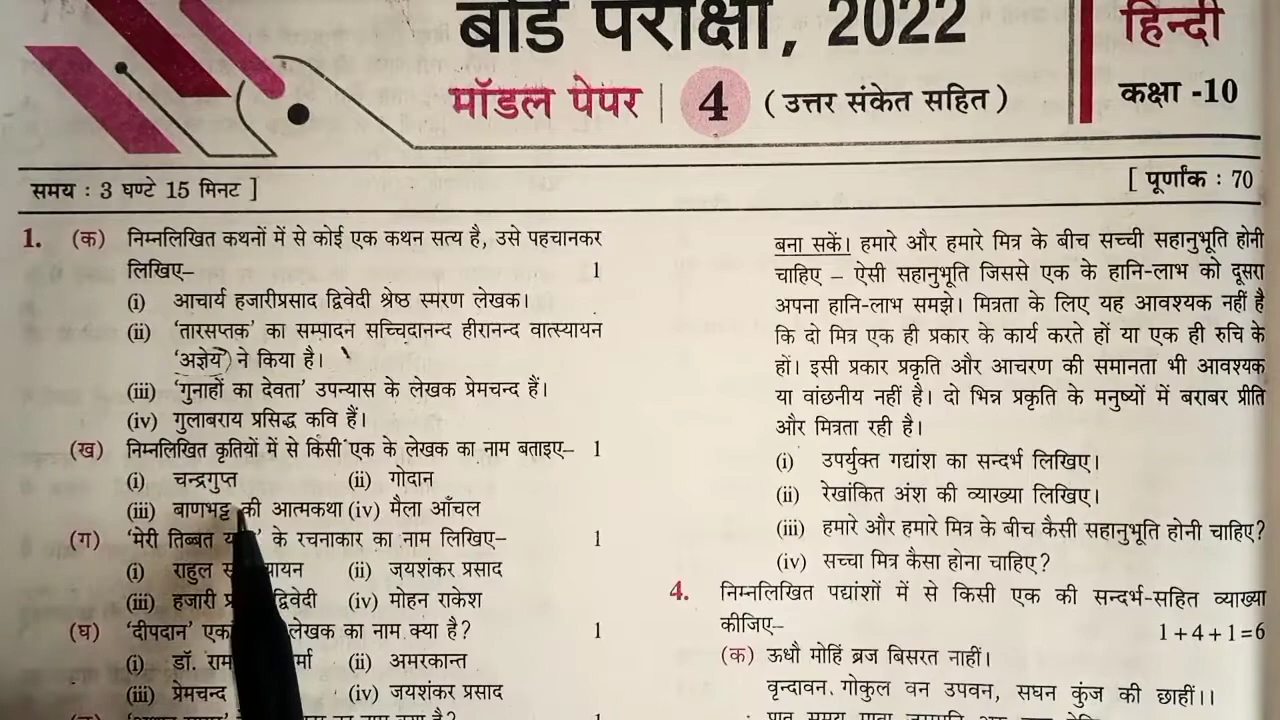 बोर्ड परीक्षा, 2022
हिन्दी
मॉडल पेपर | 4 (उत्तर संकेत सहित)
कक्षा -10
समय : 3 घण्टे 15 मिनट ]
[ पूर्णांक : 70
1. (क) निम्नलिखित कथनों में से कोई एक कथन सत्य है, उसे पहचानकर
लिखिए– 1
(i) आचार्य हजारीप्रसाद द्विवेदी श्रेष्ठ स्मरण लेखक।
(ii) ‘तारसप्तक’ का सम्पादन सच्चिदानन्द हीरानन्द वात्स्यायन
‘अज्ञेय’ ने किया है।
(iii) ‘गुनाहों का देवता’ उपन्यास के लेखक प्रेमचन्द हैं।
(iv) गुलाबराय प्रसिद्ध कवि हैं।
(ख) निम्नलिखित कृतियों में से किसी एक के लेखक का नाम बताइए– 1
(i) चन्द्रगुप्त (ii) गोदान
(iii) बाणभट्ट की आत्मकथा (iv) मैला आँचल
(ग) ‘मेरी तिब्बत ’ के रचनाकार का नाम लिखिए– 1
(i) राहुल (ii) जयशंकर प्रसाद
(iii) हजारी द्विवेदी (iv) मोहन राकेश
(घ) ‘दीपदान’ लेखक का नाम क्या है? 1
(i) डॉ. (ii) अमरकान्त
(iii) प्रेमचन्द (iv) जयशंकर प्रसाद
बना सकें। हमारे और हमारे मित्र के बीच सच्ची सहानुभूति होनी
चाहिए – ऐसी सहानुभूति जिससे एक के हानि-लाभ को दूसरा
अपना हानि-लाभ समझे। मित्रता के लिए यह आवश्यक नहीं है
कि दो मित्र एक ही प्रकार के कार्य करते हों या एक ही रुचि के
हों। इसी प्रकार प्रकृति और आचरण की समानता भी आवश्यक
या वांछनीय नहीं है। दो भिन्न प्रकृति के मनुष्यों में बराबर प्रीति
और मित्रता रही है।
(i) उपर्युक्त गद्यांश का सन्दर्भ लिखिए।
(ii) रेखांकित अंश की व्याख्या लिखिए।
(iii) हमारे और हमारे मित्र के बीच कैसी सहानुभूति होनी चाहिए?
(iv) सच्चा मित्र कैसा होना चाहिए?
4. निम्नलिखित पद्यांशों में से किसी एक की सन्दर्भ-सहित व्याख्या
कीजिए– 1+4+1=6
(क) ऊधौ मोहिं ब्रज बिसरत नाहीं।
वृन्दावन गोकुल वन उपवन, सघन कुंज की छाहीं।।